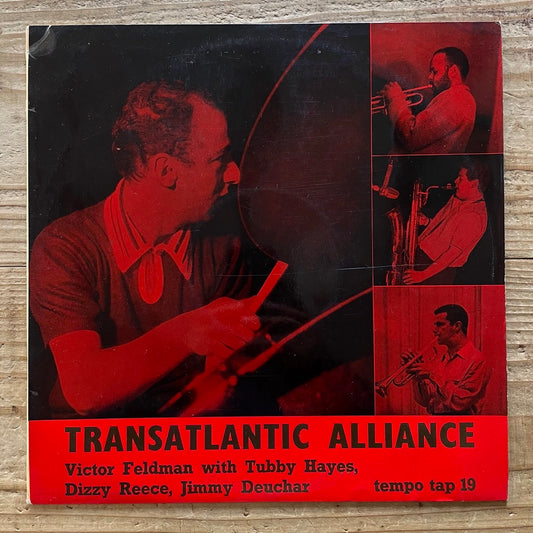 TRANSATLANTIC ALLIANCE
Victor Feldman with Tubby Hayes,
Dizzy Reece, Jimmy Deuchar tempo tap 19